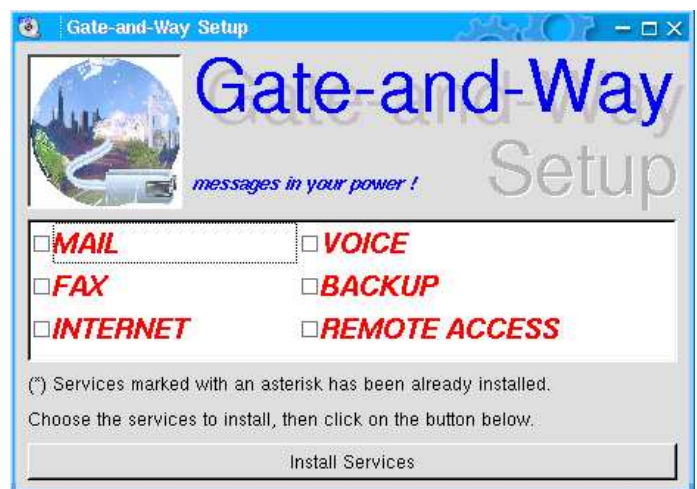 Gate-and-Way Setup
Gate-and-Way
Setup
messages in your power !
MAIL
VOICE
FAX
BACKUP
INTERNET
REMOTE ACCESS
(*) Services marked with an asterisk has been already installed.
Choose the services to install, then click on the button below.
Install Services